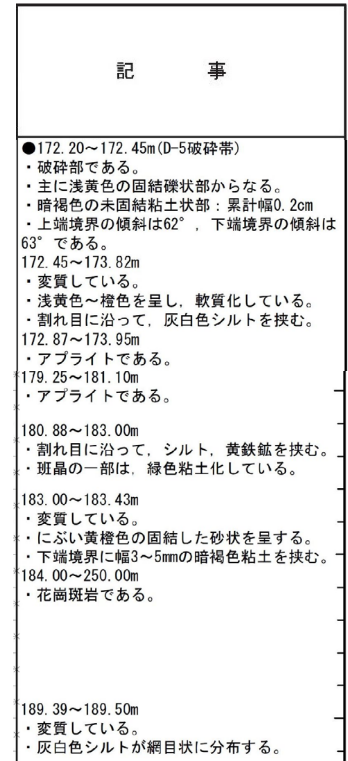 記　　　事
●172.20～172.45m(D-5破砕帯)
・破砕部である。
・主に浅黄色の固結礫状部からなる。
・暗褐色の未固結粘土状部：累計幅0.2cm
・上端境界の傾斜は62°，下端境界の傾斜は
63°である。
172.45～173.82m
・変質している。
・浅黄色～橙色を呈し，軟質化している。
・割れ目に沿って，灰白色シルトを挟む。
172.87～173.95m
・アプライトである。
179.25～181.10m
・アプライトである。
180.88～183.00m
・割れ目に沿って，シルト，黄鉄鉱を挟む。
・班晶の一部は，緑色粘土化している。
183.00～183.43m
・変質している。
・にぶい黄橙色の固結した砂状を呈する。
・下端境界に幅3～5mmの暗褐色粘土を挟む。
184.00～250.00m
・花崗斑岩である。
189.39～189.50m
・変質している。
・灰白色シルトが網目状に分布する。